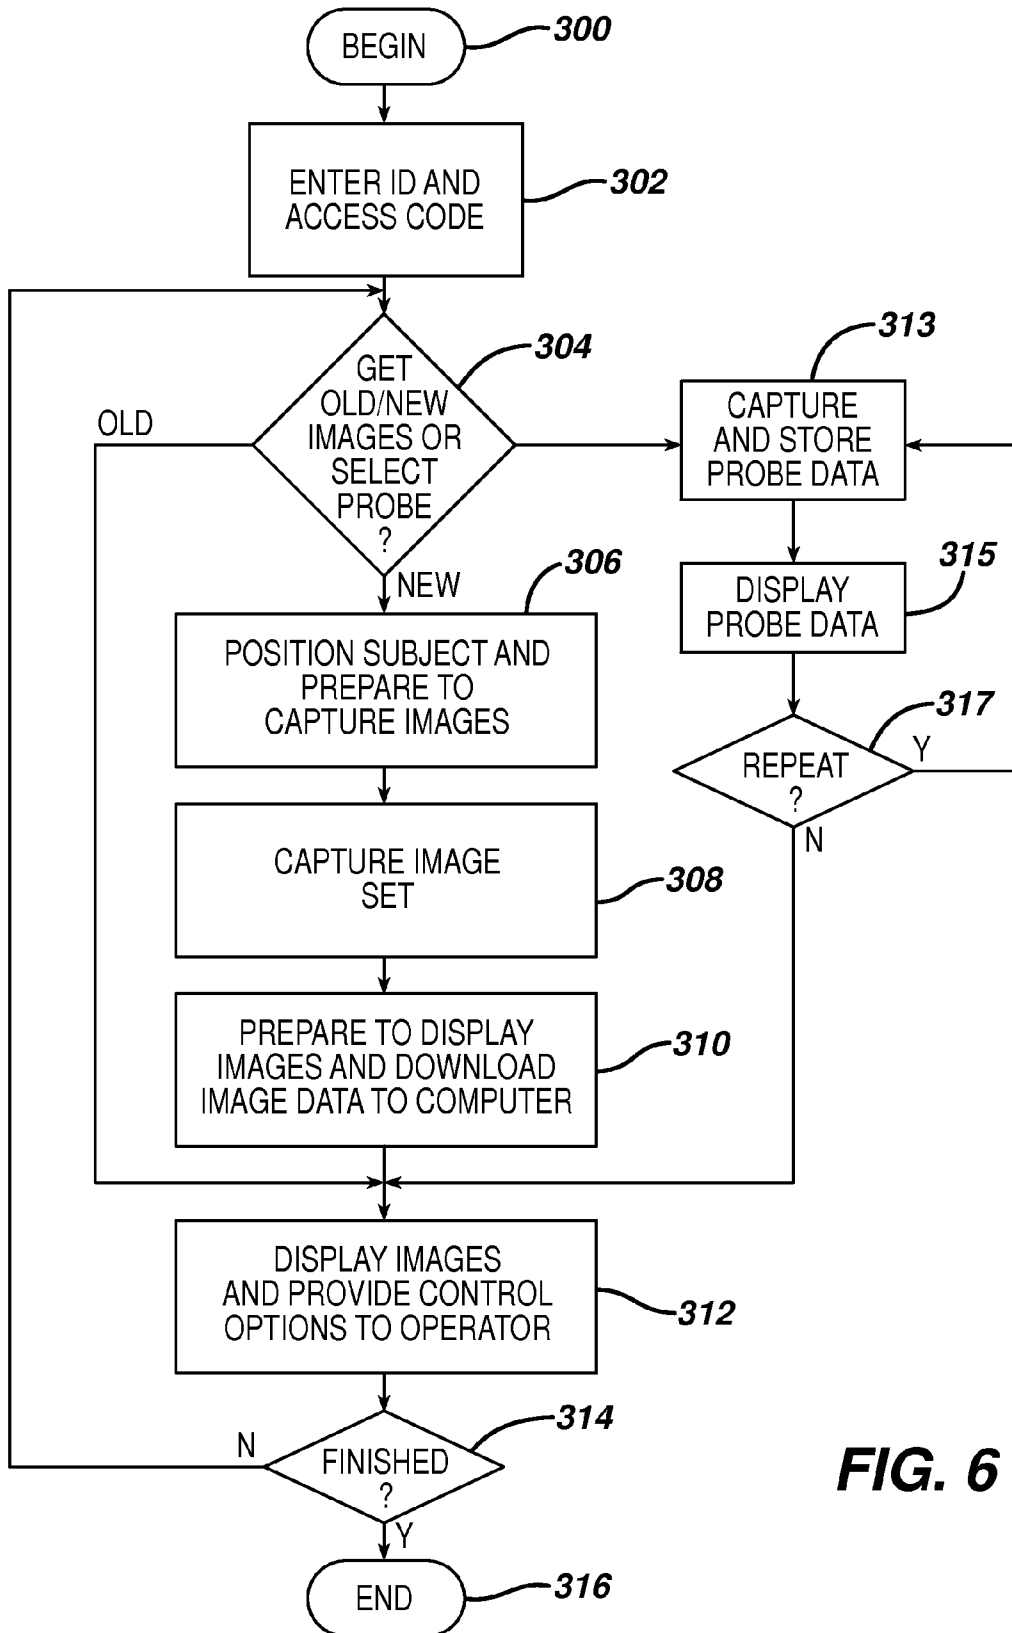 BEGIN
300
ENTER ID AND
ACCESS CODE
302
GET
OLD/NEW
IMAGES OR
SELECT
PROBE
?
304
OLD
NEW
313
CAPTURE
AND STORE
PROBE DATA
306
POSITION SUBJECT AND
PREPARE TO
CAPTURE IMAGES
315
DISPLAY
PROBE DATA
317
REPEAT
?
Y
N
CAPTURE IMAGE
SET
308
PREPARE TO DISPLAY
IMAGES AND DOWNLOAD
IMAGE DATA TO COMPUTER
310
DISPLAY IMAGES
AND PROVIDE CONTROL
OPTIONS TO OPERATOR
312
314
N
FINISHED
?
Y
END
316
FIG. 6